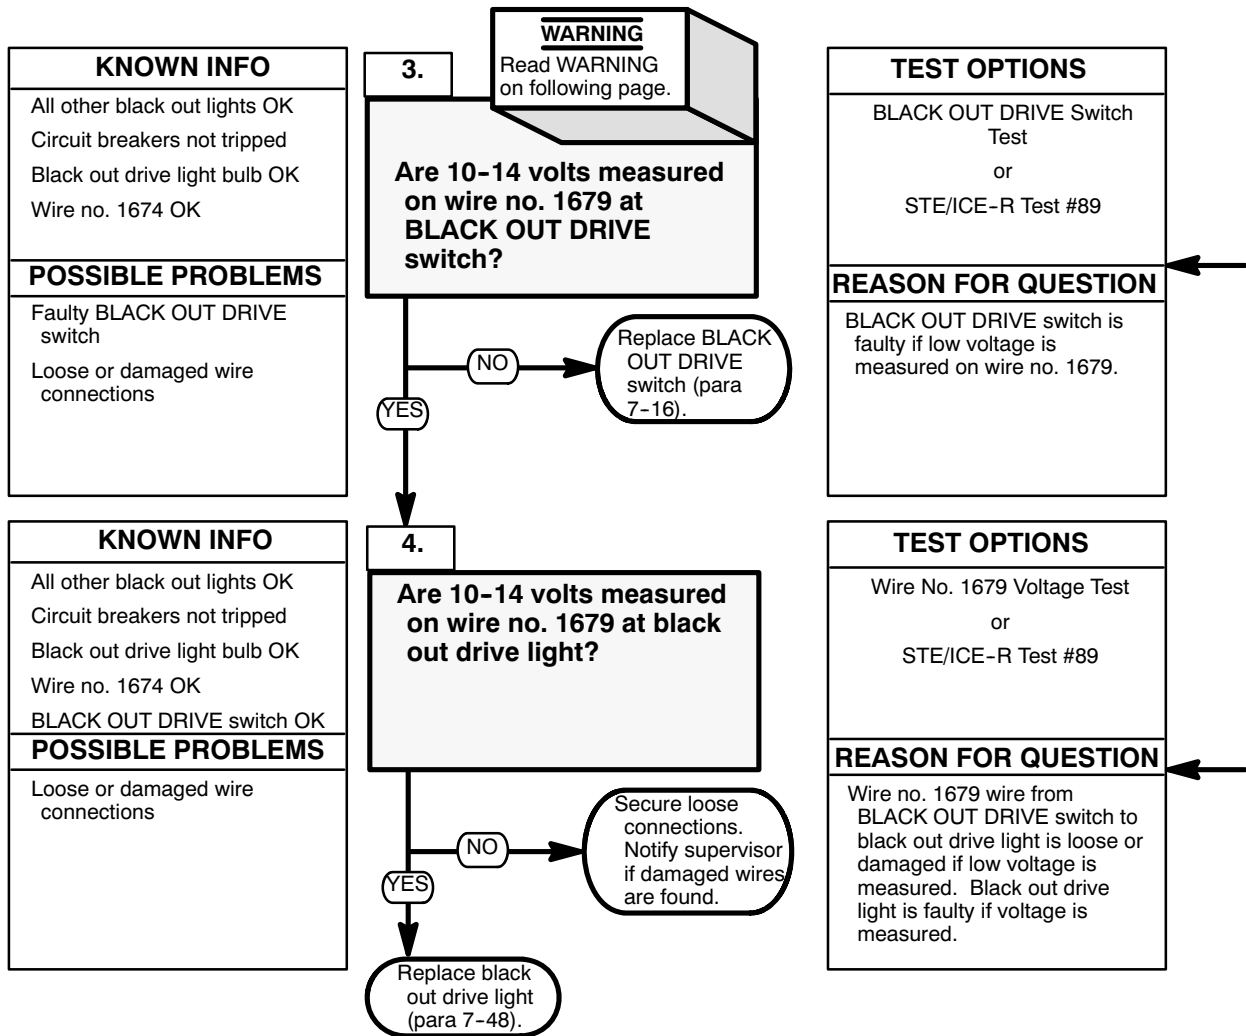 KNOWN INFO
All other black out lights OK
Circuit breakers not tripped
Black out drive light bulb OK
Wire no. 1674 OK
POSSIBLE PROBLEMS
Faulty BLACK OUT DRIVE
switch
Loose or damaged wire
connections
3.
WARNING
Read WARNING
on following page.
Are 10-14 volts measured
on wire no. 1679 at
BLACK OUT DRIVE
switch?
NO
Replace BLACK
OUT DRIVE
switch (para
7-16).
YES
TEST OPTIONS
BLACK OUT DRIVE Switch
Test
or
STE/ICE-R Test #89
REASON FOR QUESTION
BLACK OUT DRIVE switch is
faulty if low voltage is
measured on wire no. 1679.
KNOWN INFO
All other black out lights OK
Circuit breakers not tripped
Black out drive light bulb OK
Wire no. 1674 OK
BLACK OUT DRIVE switch OK
POSSIBLE PROBLEMS
Loose or damaged wire
connections
4.
Are 10-14 volts measured
on wire no. 1679 at black
out drive light?
NO
Secure loose
connections.
Notify supervisor
if damaged wires
are found.
YES
Replace black
out drive light
(para 7-48).
TEST OPTIONS
Wire No. 1679 Voltage Test
or
STE/ICE-R Test #89
REASON FOR QUESTION
Wire no. 1679 wire from
BLACK OUT DRIVE switch to
black out drive light is loose or
damaged if low voltage is
measured. Black out drive
light is faulty if voltage is
measured.